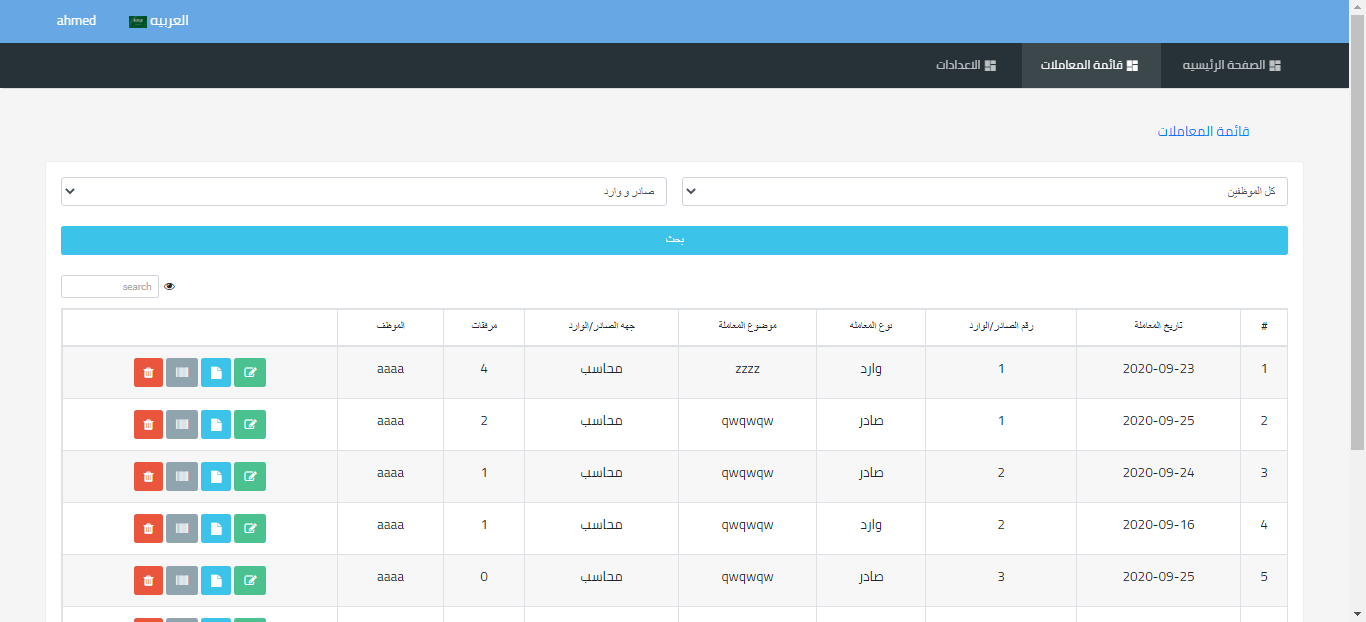 العربيه ahmed
الصفحة الرئيسيه قائمة المعاملات الاعدادات
قائمة المعاملات
كل الموظفين صادر و وارد
بحث
search
# تاريخ المعاملة رقم الصادر/الوارد نوع المعامله موضوع المعاملة جهه الصادر/الوارد مرفقات الموظف
1 2020-09-23 1 وارد zzzz محاسب 4 aaaa
2 2020-09-25 1 صادر qwqwqw محاسب 2 aaaa
3 2020-09-24 2 صادر qwqwqw محاسب 1 aaaa
4 2020-09-16 2 وارد qwqwqw محاسب 1 aaaa
5 2020-09-25 3 صادر qwqwqw محاسب 0 aaaa